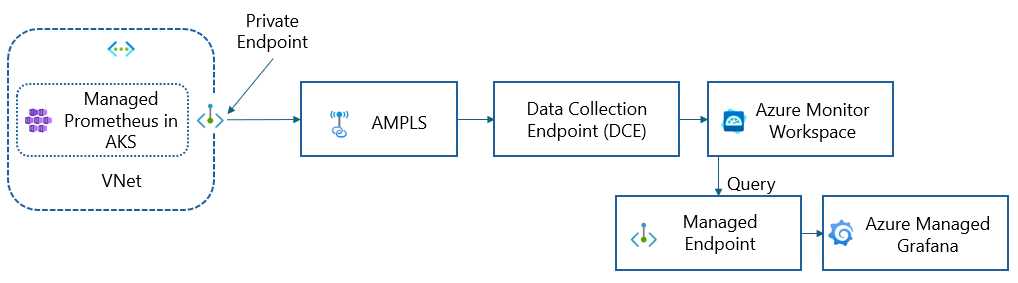 Private
Endpoint
Managed
Prometheus in
AKS
VNet
AMPLS
Data Collection
Endpoint (DCE)
Azure Monitor
Workspace
Query
Managed
Endpoint
Azure Managed
Grafana